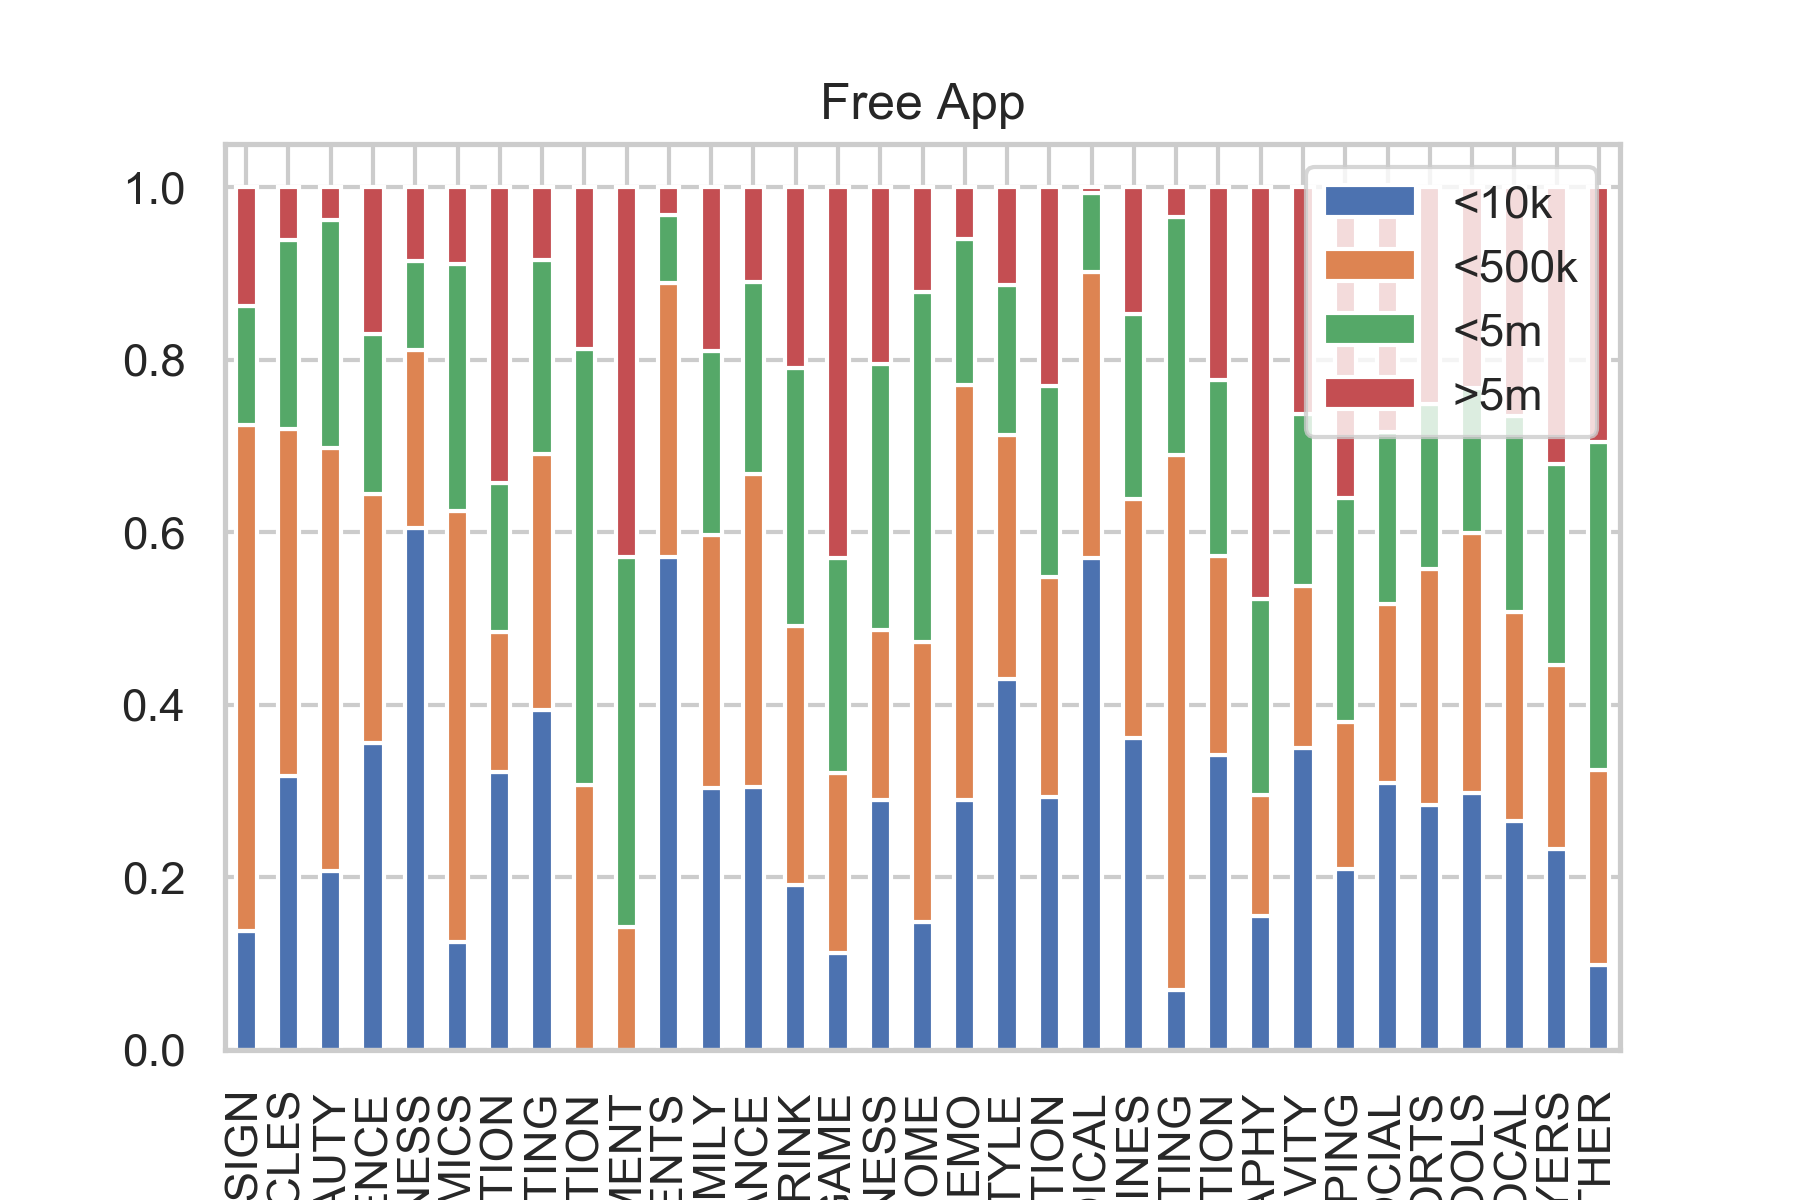 Free App
1.0
0.8
0.6
0.4
0.2
0.0
<10k
<500k
<5m
>5m
SIGN
CLES
AUTY
ENCE
NESS
MICS
TION
TING
TION
MENT
ENTS
MILY
ANCE
RINK
GAME
NESS
OME
EMO
TYLE
TION
DICAL
INES
TING
TION
APHY
VITY
PING
OCIAL
ORTS
OOLS
OCAL
YERS
THER